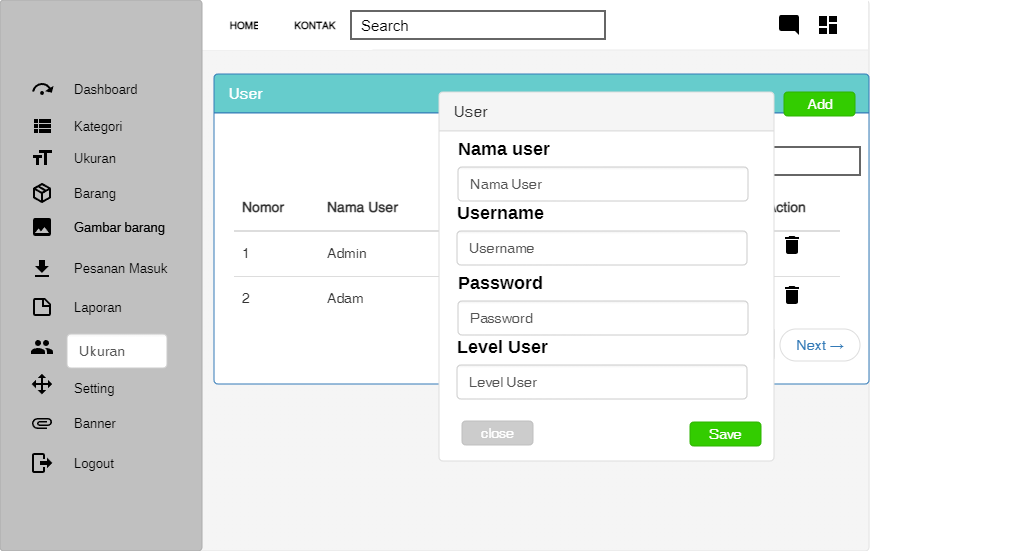 HOME
KONTAK
Search
Dashboard
Kategori
Ukuran
Barang
Gambar barang
Pesanan Masuk
Laporan
Ukuran
Setting
Banner
Logout
User
Add
Nomor
Nama User
ction
1
Admin
2
Adam
Next →
User
Nama user
Nama User
Username
Username
Password
Password
Level User
Level User
close
Save